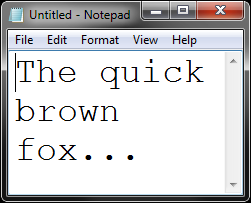 Untitled - Notepad
File Edit Format View Help
The quick
brown
fox...